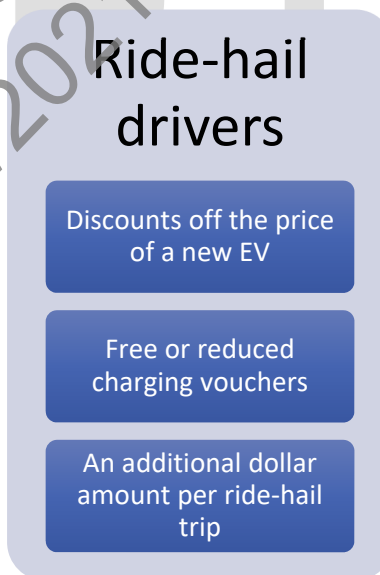 Ride-hail
drivers
Discounts off the price
of a new EV
Free or reduced
charging vouchers
An additional dollar
amount per ride-hail
trip